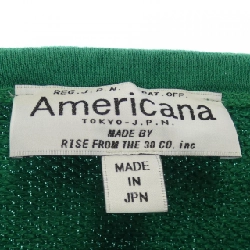 REG. J.P.N. PAT. OFF.
Americana
TOKYO-J.P.N.
MADE BY
RISE FROM THE 30 CO. inc
MADE
IN
JPN